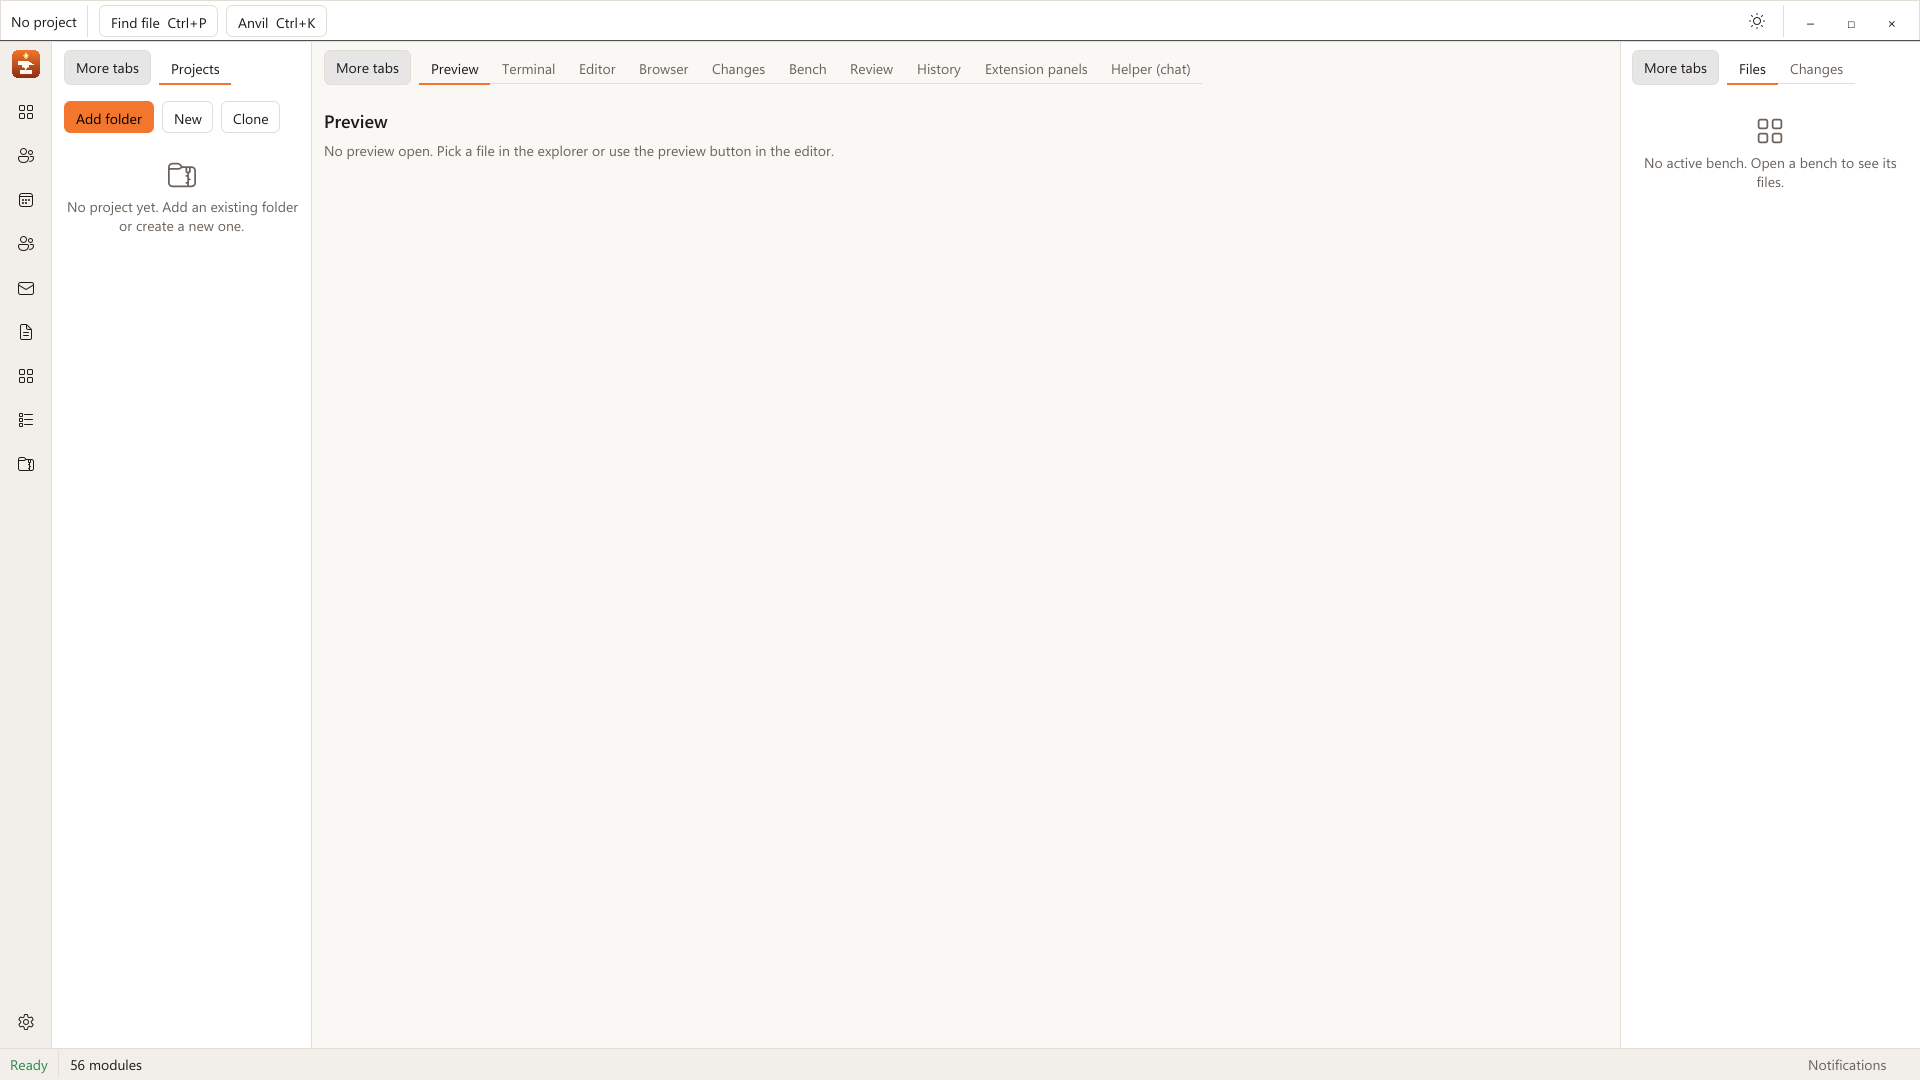 No project
Find file Ctrl+P
Anvil Ctrl+K
More tabs
Projects
Add folder
New
Clone
No project yet. Add an existing folder
or create a new one.
More tabs
Preview
Terminal
Editor
Browser
Changes
Bench
Review
History
Extension panels
Helper (chat)
Preview
No preview open. Pick a file in the explorer or use the preview button in the editor.
More tabs
Files
Changes
No active bench. Open a bench to see its
files.
Ready
56 modules
Notifications